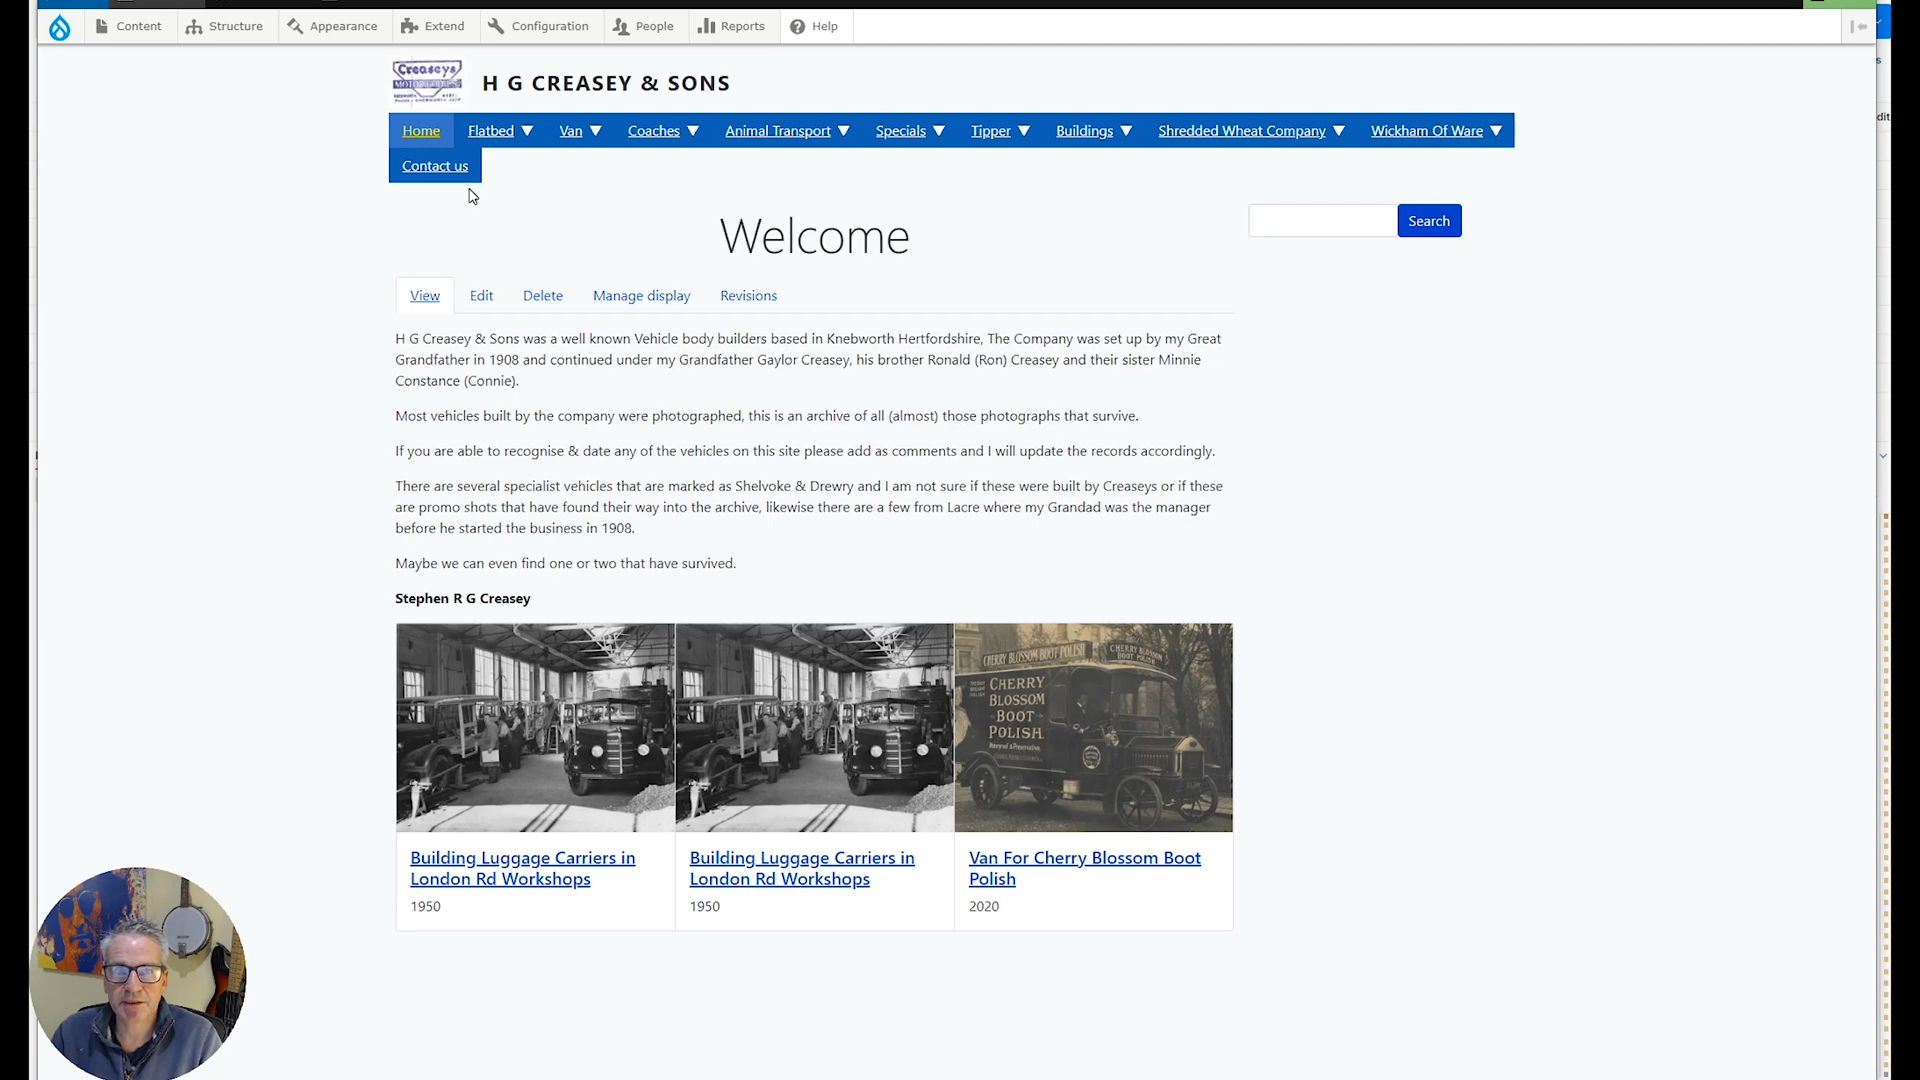 Content
Structure
Appearance
Extend
Configuration
People
Reports
Help
Creaseys
H G CREASEY & SONS
Home
Flatbed
Van
Coaches
Animal Transport
Specials
Tipper
Buildings
Shredded Wheat Company
Wickham Of Ware
Contact us
Welcome
Search
View
Edit
Delete
Manage display
Revisions
H G Creasey & Sons was a well known Vehicle body builders based in Knebworth Hertfordshire, The Company was set up by my Great
Grandfather in 1908 and continued under my Grandfather Gaylor Creasey, his brother Ronald (Ron) Creasey and their sister Minnie
Constance (Connie).
Most vehicles built by the company were photographed, this is an archive of all (almost) those photographs that survive.
If you are able to recognise & date any of the vehicles on this site please add as comments and I will update the records accordingly.
There are several specialist vehicles that are marked as Shelvoke & Drewry and I am not sure if these were built by Creaseys or if these
are promo shots that have found their way into the archive, likewise there are a few from Lacre where my Grandad was the manager
before he started the business in 1908.
Maybe we can even find one or two that have survived.
Stephen R G Creasey
CHERRY BLOSSOM BOOT POLISH
CHERRY BLOSSOM
BOOT POLISH
CHERRY
BLOSSOM
BOOT
POLISH
Building Luggage Carriers in
London Rd Workshops
1950
Building Luggage Carriers in
London Rd Workshops
1950
Van For Cherry Blossom Boot
Polish
2020